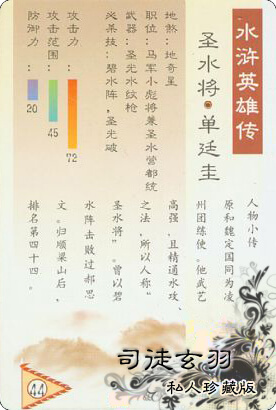 水浒英雄传
圣水将·单廷圭
地煞：地奇星
职位：马军小彪将兼圣水营都统
武器：圣光水纹枪
必杀技：碧水阵，圣光破
攻击力：
72
攻击范围：
45
防御力：
20
人物小传
原和魏定国同为凌
州团练使。他武艺
高强，且精通水攻、
之法，所以人称“
圣水将”。曾以碧
水阵击败过郝思
文。归顺梁山后，
排名第四十四。
44
司徒玄羽
私人珍藏版